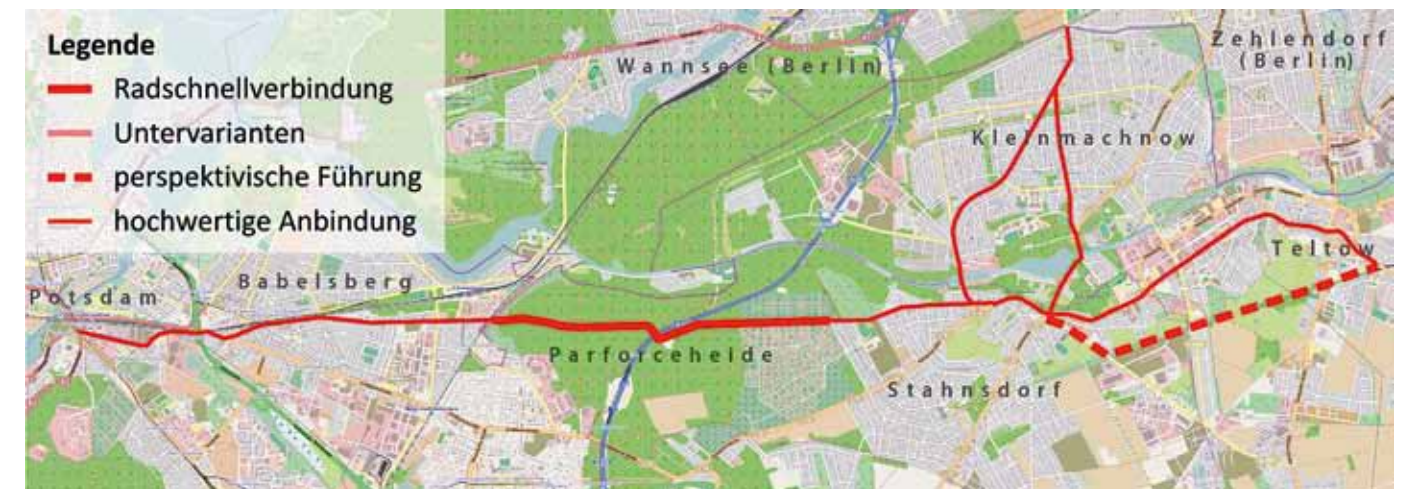 Legende
Radschnellverbindung
Untervarianten
perspektivische Führung
hochwertige Anbindung
Wannsee (Berlin)
Zehlendorf
(Berlin)
Kleinmachnow
Teltow
Babelsberg
Potsdam
Parforceheide
Stahnsdorf